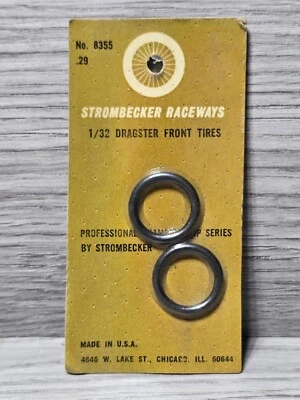 No. 8355
.29
STROMBECKER RACEWAYS
1/32 DRAGSTER FRONT TIRES
PROFESSIONAL SERIES
BY STROMBECKER
MADE IN U.S.A.
4646 W. LAKE ST., CHICAGO, ILL. 60644